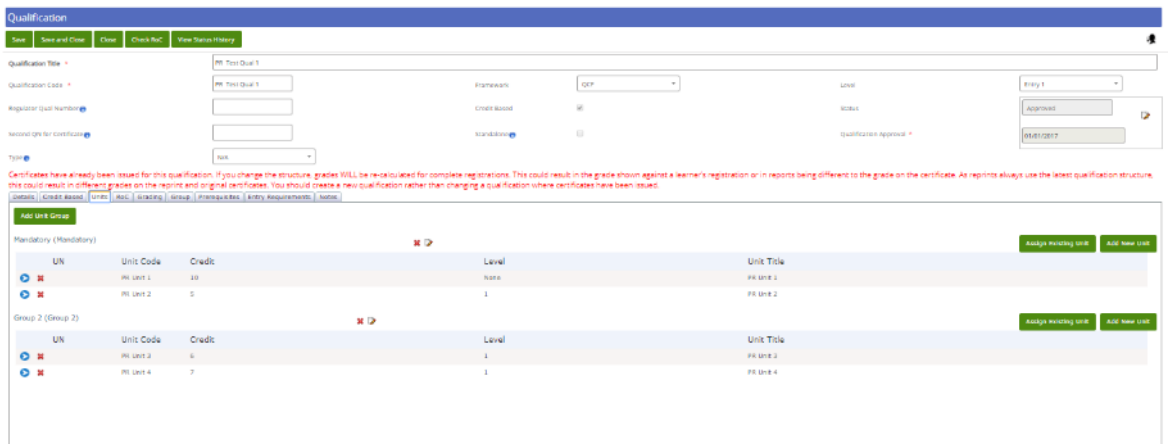 Qualification
Save Save and Close Close Check RoC View Status History
Qualification Title * PR Test Qual 1
Qualification Code * PR Test Qual 1 Framework QCF Level Entry 1
Regulator Qual Number Credit Based Status Approved
Second QN for Certificate Standalone Qualification Approval * 01/01/2017
Type N/A
Certificates have already been issued for this qualification. If you change the structure, grades WILL be re-calculated for complete registrations. This could result in the grade shown against a learner's registration or in reports being different to the grade on the certificate. As reprints always use the latest qualification structure,
this could result in different grades on the reprint and original certificates. You should create a new qualification rather than changing a qualification where certificates have been issued.
Details Credit Based Units RoC Grading Group Prerequisites Entry Requirements Notes
Add Unit Group
Mandatory (Mandatory) Assign Existing Unit Add New Unit
UN Unit Code Credit Level Unit Title
PR Unit 1 10 None PR Unit 1
PR Unit 2 5 1 PR Unit 2
Group 2 (Group 2) Assign Existing Unit Add New Unit
UN Unit Code Credit Level Unit Title
PR Unit 3 6 1 PR Unit 3
PR Unit 4 7 1 PR Unit 4